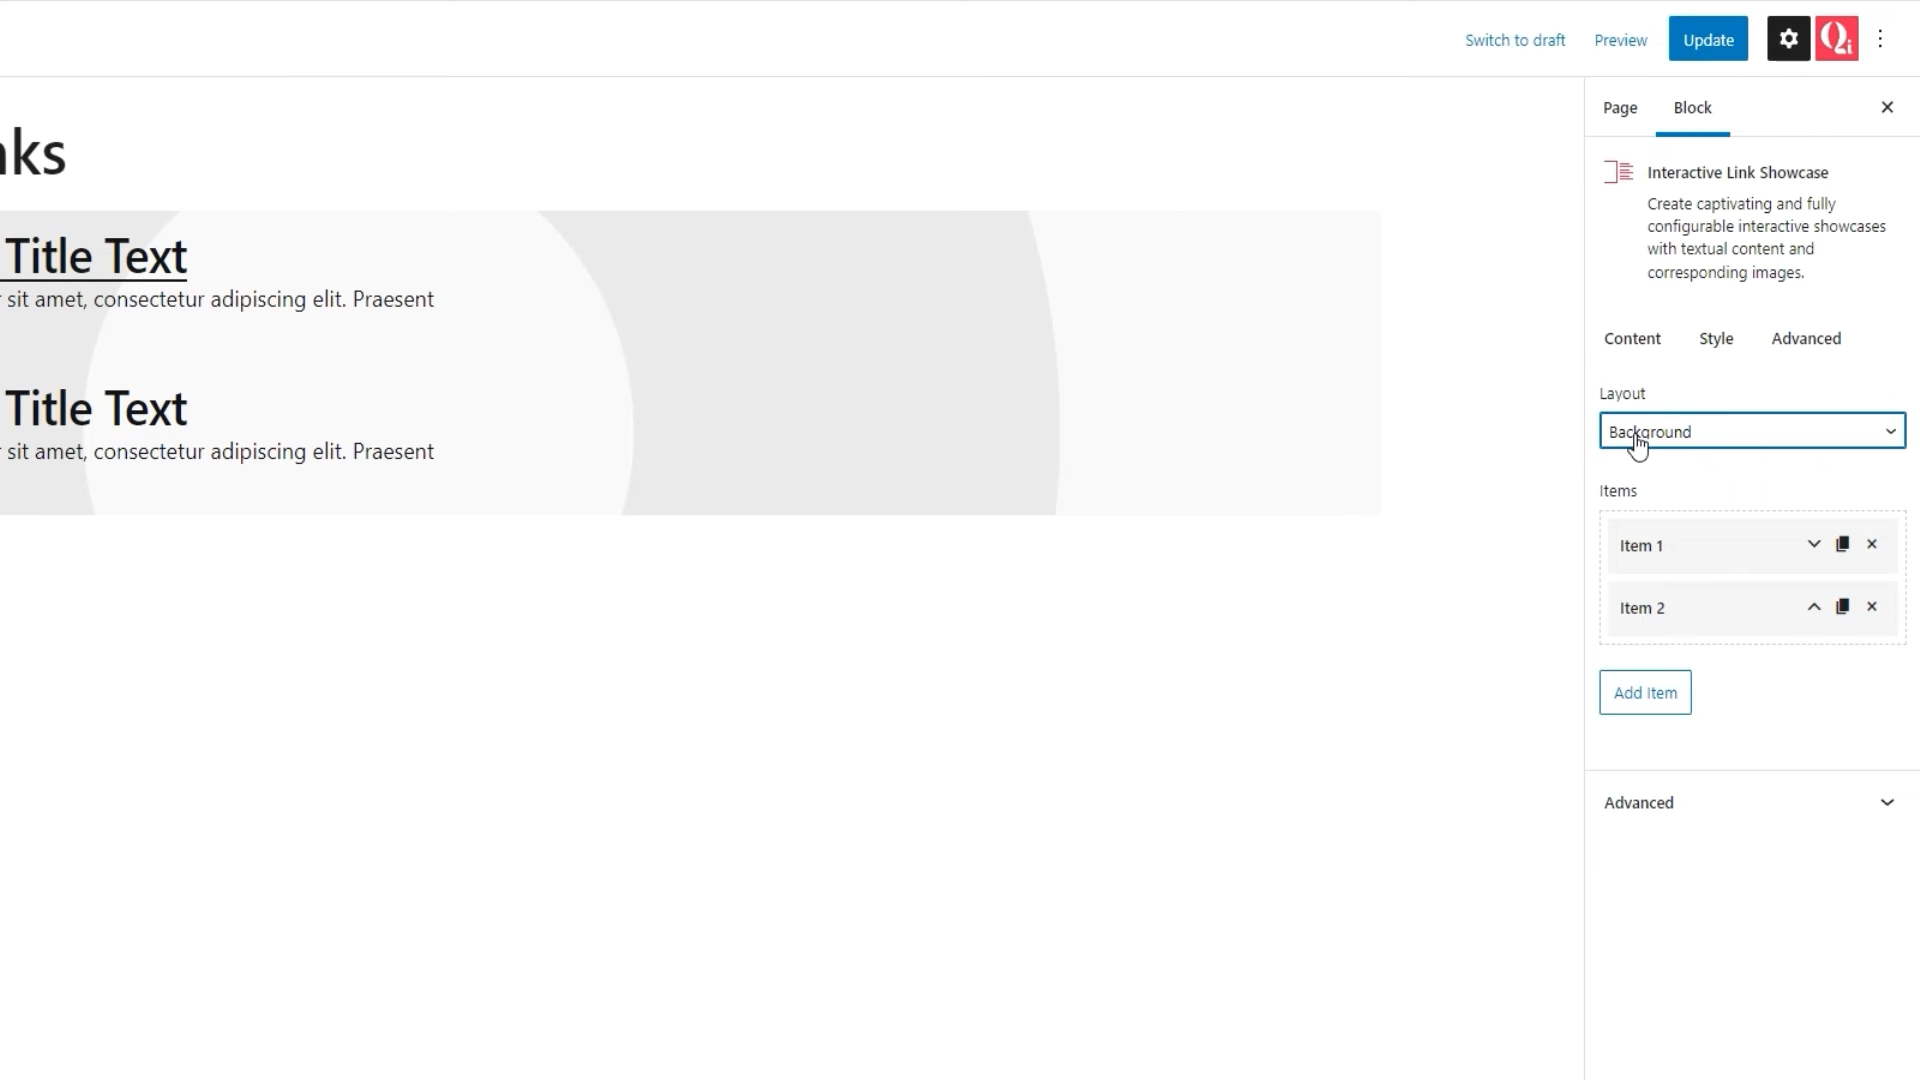 Switch to draft Preview Update Qi
Page Block
nks
Interactive Link Showcase
Create captivating and fully
configurable interactive showcases
with textual content and
corresponding images.
Title Text
sit amet, consectetur adipiscing elit. Praesent
Content Style Advanced
Layout
Title Text
Background
sit amet, consectetur adipiscing elit. Praesent
Items
Item 1
Item 2
Add Item
Advanced